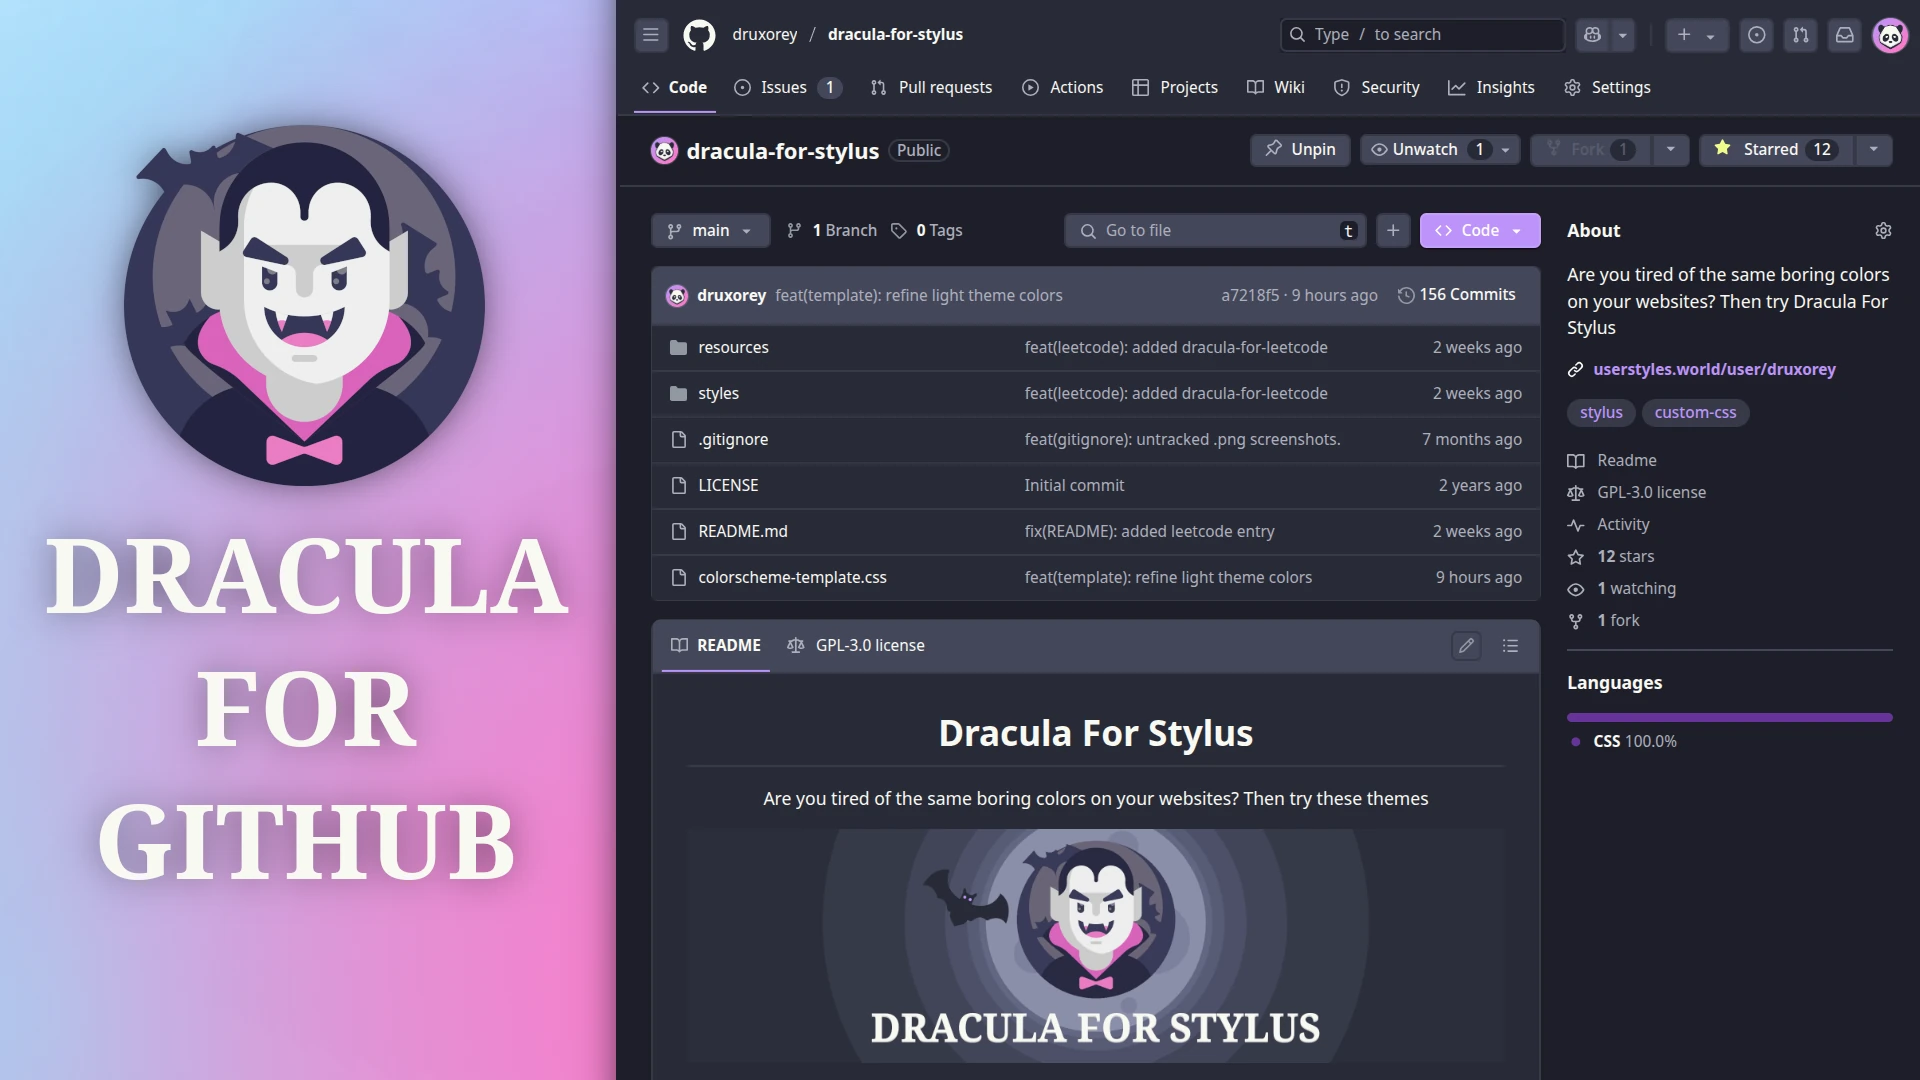 DRACULA
FOR
GITHUB
druxorey / dracula-for-stylus
Type / to search
Code
Issues 1
Pull requests
Actions
Projects
Wiki
Security
Insights
Settings
dracula-for-stylus Public
Unpin
Unwatch 1
Fork 1
Starred 12
main
1 Branch
0 Tags
Go to file t
Code
druxorey feat(template): refine light theme colors a7218f5 · 9 hours ago 156 Commits
resources feat(leetcode): added dracula-for-leetcode 2 weeks ago
styles feat(leetcode): added dracula-for-leetcode 2 weeks ago
.gitignore feat(gitignore): untracked .png screenshots. 7 months ago
LICENSE Initial commit 2 years ago
README.md fix(README): added leetcode entry 2 weeks ago
colorscheme-template.css feat(template): refine light theme colors 9 hours ago
README
GPL-3.0 license
Dracula For Stylus
Are you tired of the same boring colors on your websites? Then try these themes
DRACULA FOR STYLUS
About
Are you tired of the same boring colors
on your websites? Then try Dracula For
Stylus
userstyles.world/user/druxorey
stylus custom-css
Readme
GPL-3.0 license
Activity
12 stars
1 watching
1 fork
Languages
CSS 100.0%